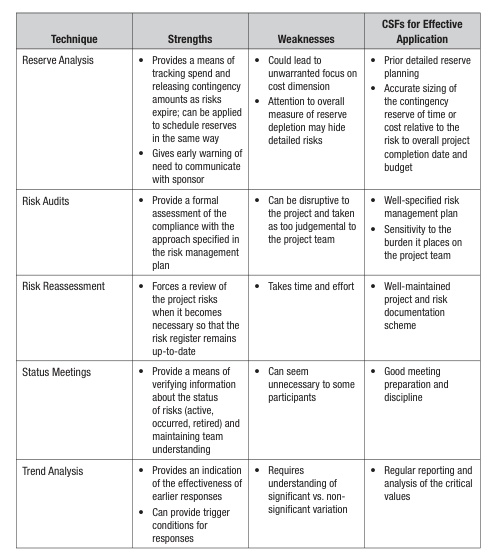 Technique
Strengths
Weaknesses
CSFs for Effective
Application
Reserve Analysis
• Provides a means of
tracking spend and
releasing contingency
amounts as risks
expire; can be applied
to schedule reserves
in the same way
• Gives early warning of
need to communicate
with sponsor
• Could lead to
unwarranted focus on
cost dimension
• Attention to overall
measure of reserve
depletion may hide
detailed risks
• Prior detailed reserve
planning
• Accurate sizing of
the contingency
reserve of time or
cost relative to the
risk to overall project
completion date and
budget
Risk Audits
• Provide a formal
assessment of the
compliance with the
approach specified in
the risk management
plan
• Can be disruptive to
the project and taken
as too judgemental to
the project team
• Well-specified risk
management plan
• Sensitivity to the
burden it places on
the project team
Risk Reassessment
• Forces a review of
the project risks
when it becomes
necessary so that the
risk register remains
up-to-date
• Takes time and effort
• Well-maintained
project and risk
documentation
scheme
Status Meetings
• Provide a means of
verifying information
about the status
of risks (active,
occurred, retired) and
maintaining team
understanding
• Can seem
unnecessary to some
participants
• Good meeting
preparation and
discipline
Trend Analysis
• Provides an indication
of the effectiveness of
earlier responses
• Can provide trigger
conditions for
responses
• Requires
understanding of
significant vs. non-
significant variation
• Regular reporting and
analysis of the critical
values